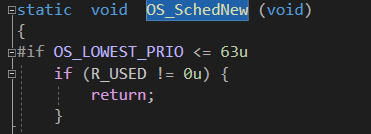 static  void  OS_SchedNew (void)
{
#if OS_LOWEST_PRIO <= 63u
    if (R_USED != 0u) {
        return;
    }